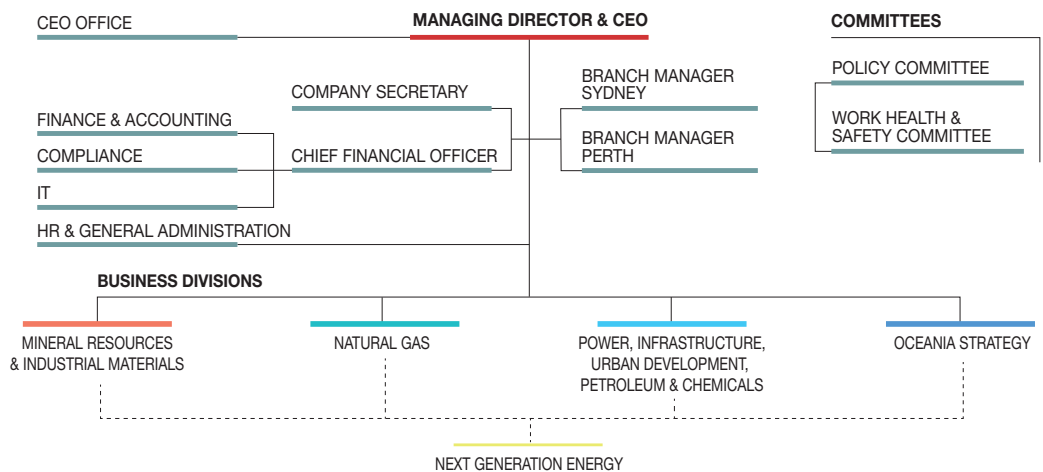 CEO OFFICE
MANAGING DIRECTOR & CEO
COMMITTEES
COMPANY SECRETARY
BRANCH MANAGER
SYDNEY
POLICY COMMITTEE
FINANCE & ACCOUNTING
COMPLIANCE
CHIEF FINANCIAL OFFICER
BRANCH MANAGER
PERTH
WORK HEALTH &
SAFETY COMMITTEE
IT
HR & GENERAL ADMINISTRATION
BUSINESS DIVISIONS
MINERAL RESOURCES
& INDUSTRIAL MATERIALS
NATURAL GAS
POWER, INFRASTRUCTURE,
URBAN DEVELOPMENT,
PETROLEUM & CHEMICALS
OCEANIA STRATEGY
NEXT GENERATION ENERGY